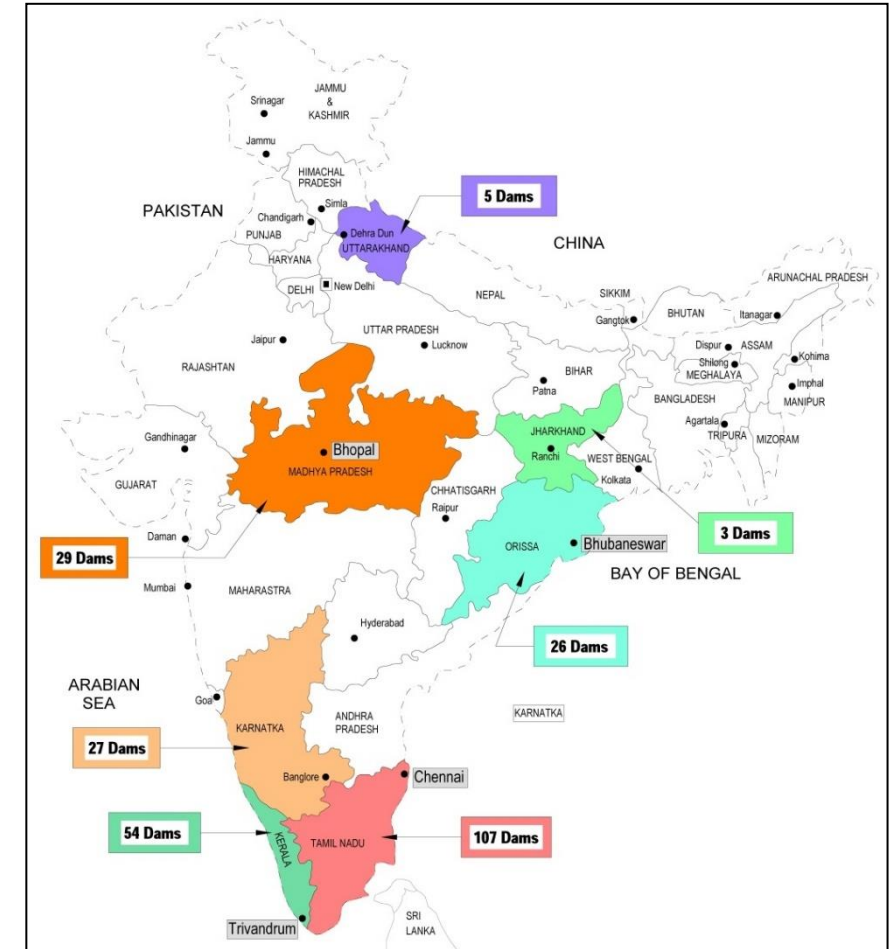 JAMMU
&
KASHMIR
Srinagar
Jammu
HIMACHAL
PRADESH
Simla
5 Dams
PAKISTAN
Chandigarh
PUNJAB
Dehra Dun
UTTARAKHAND
CHINA
HARYANA
DELHI
New Delhi
NEPAL
SIKKIM
ARUNACHAL PRADESH
Gangtok
BHUTAN
Itanagar
UTTAR PRADESH
Jaipur
Lucknow
Dispur
ASSAM
RAJASHTAN
BIHAR
Shilong
Kohima
MEGHALAYA
Patna
BANGLADESH
Imphal
MANIPUR
Agartala
TRIPURA
MIZORAM
Gandhinagar
Bhopal
JHARKHAND
Ranchi
WEST BENGAL
MADHYA PRADESH
GUJARAT
CHHATISGARH
Kolkata
Raipur
3 Dams
Daman
ORISSA
Bhubaneswar
29 Dams
BAY OF BENGAL
Mumbai
MAHARASTRA
Hyderabad
26 Dams
ARABIAN
SEA
Goa
KARNATKA
ANDHRA
PRADESH
KARNATKA
27 Dams
Banglore
Chennai
54 Dams
KERALA
TAMIL NADU
107 Dams
Trivandrum
SRI
LANKA